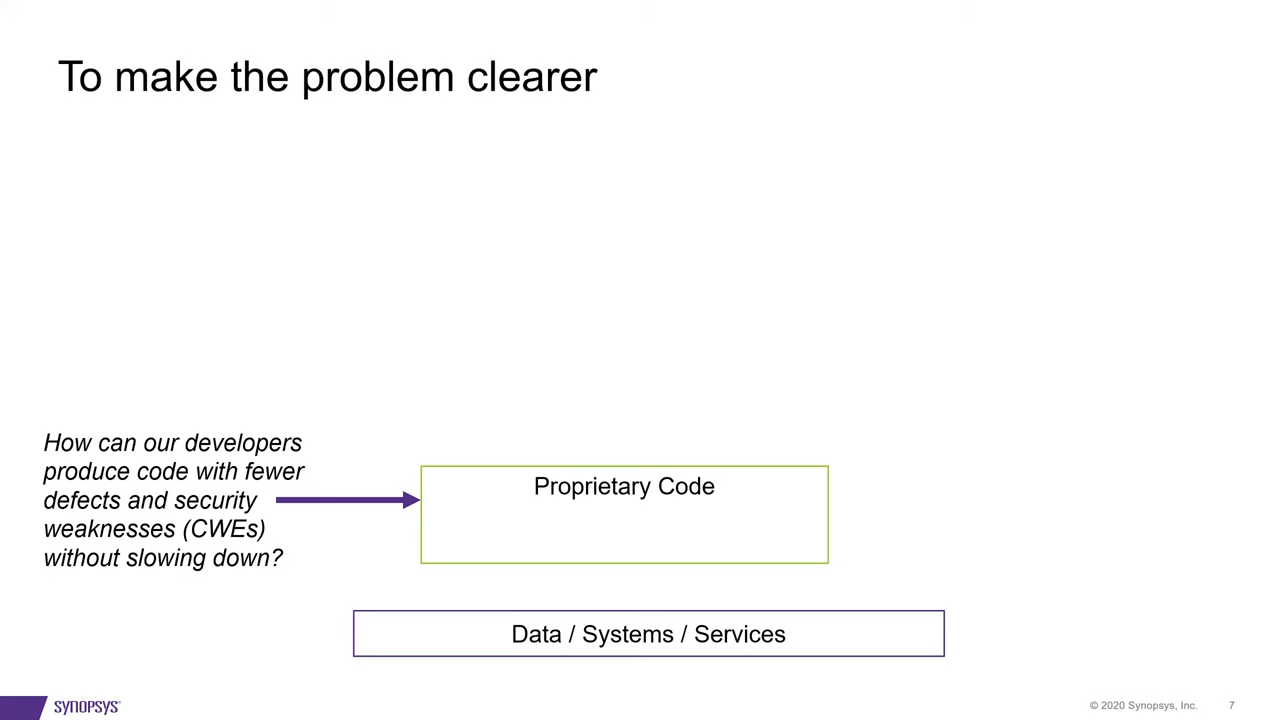 To make the problem clearer
How can our developers
produce code with fewer
defects and security
weaknesses (CWEs)
without slowing down?
Proprietary Code
Data / Systems / Services
SYNOPSYS®
© 2020 Synopsys, Inc.
7